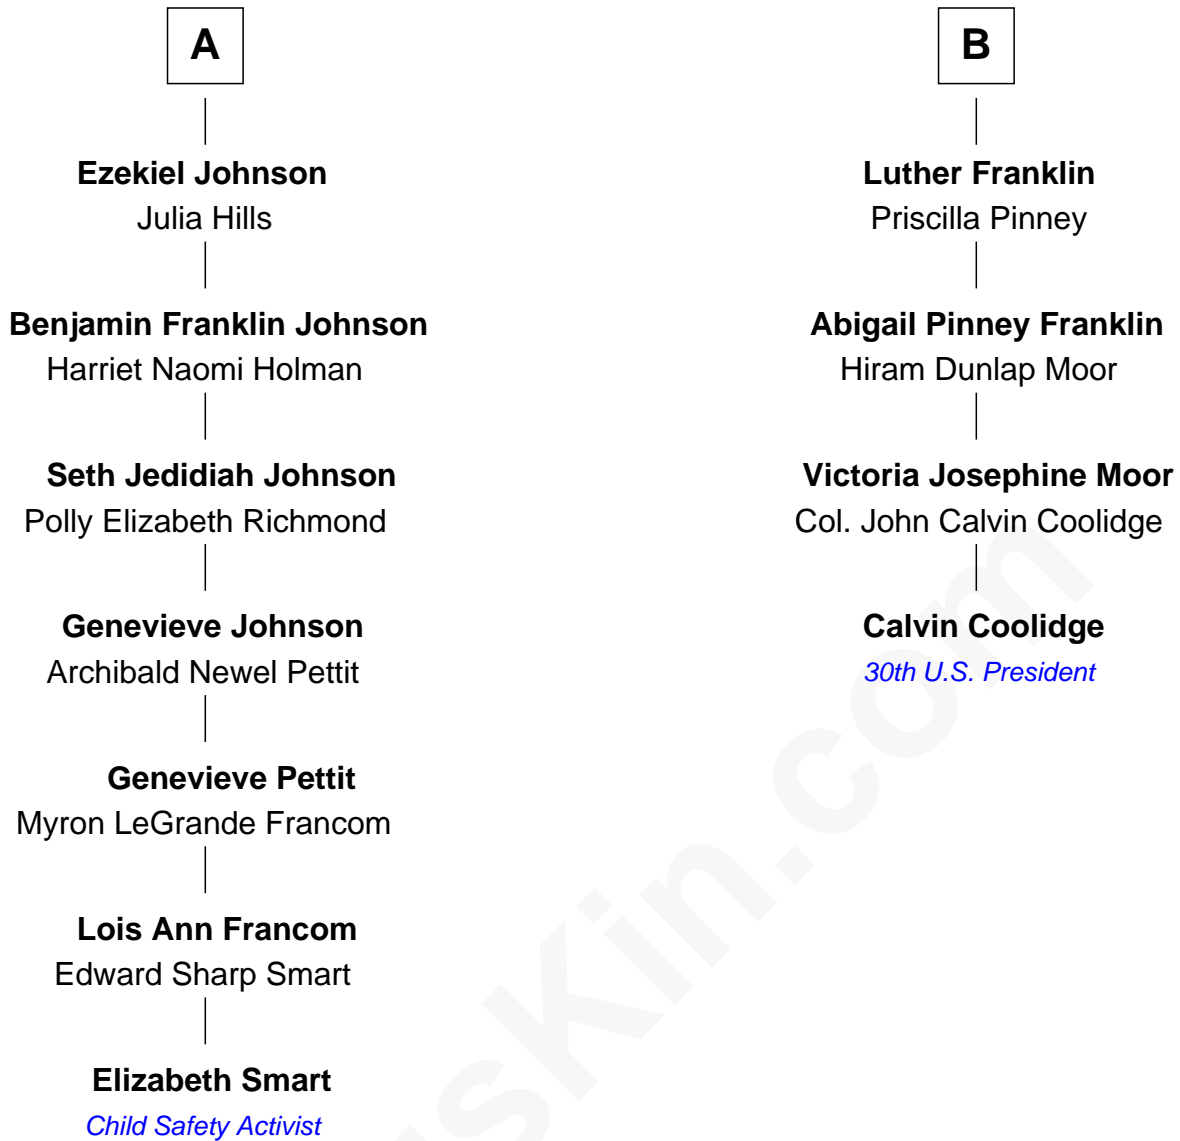 A
Ezekiel Johnson
Julia Hills
Benjamin Franklin Johnson
Harriet Naomi Holman
Seth Jedidiah Johnson
Polly Elizabeth Richmond
Genevieve Johnson
Archibald Newel Pettit
Genevieve Pettit
Myron LeGrande Francom
Lois Ann Francom
Edward Sharp Smart
Elizabeth Smart
Child Safety Activist
B
Luther Franklin
Priscilla Pinney
Abigail Pinney Franklin
Hiram Dunlap Moor
Victoria Josephine Moor
Col. John Calvin Coolidge
Calvin Coolidge
30th U.S. President
sKin.com